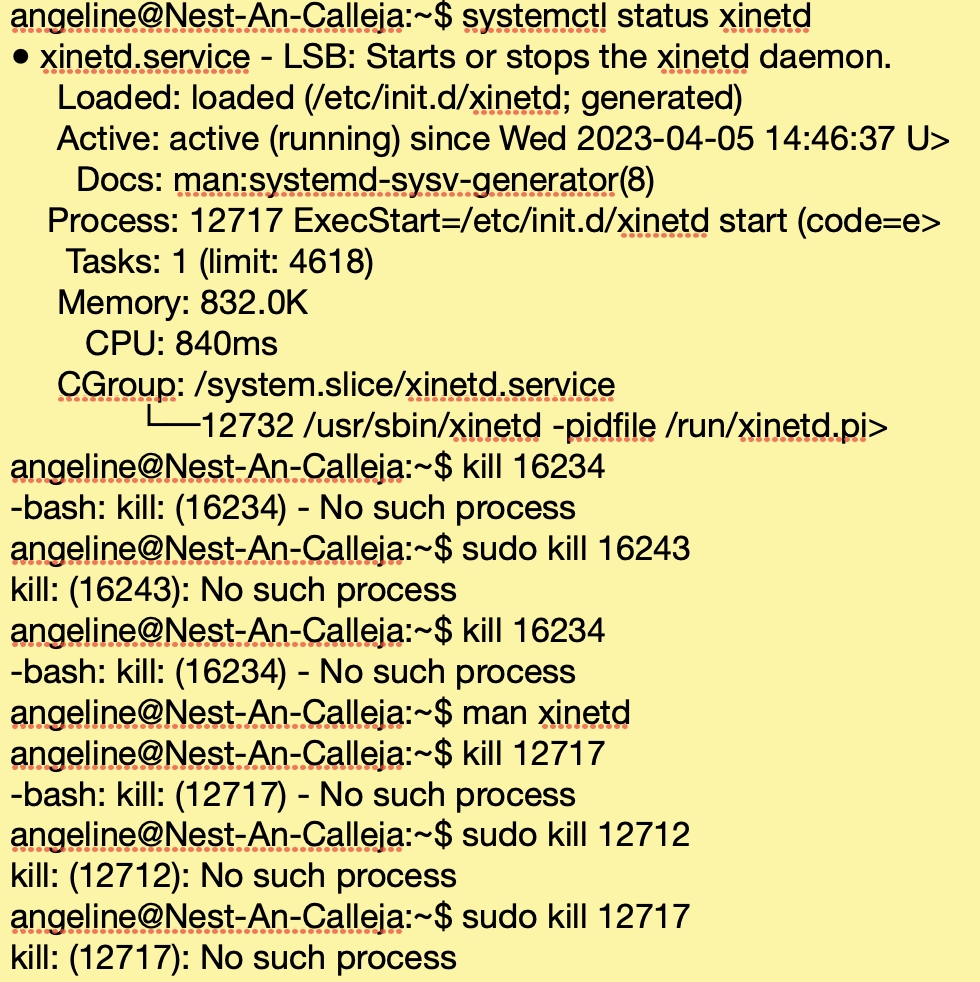 angeline@Nest-An-Calleja:~$ systemctl status xinetd
● xinetd.service - LSB: Starts or stops the xinetd daemon.
Loaded: loaded (/etc/init.d/xinetd; generated)
Active: active (running) since Wed 2023-04-05 14:46:37 U>
Docs: man:systemd-sysv-generator(8)
Process: 12717 ExecStart=/etc/init.d/xinetd start (code=e>
Tasks: 1 (limit: 4618)
Memory: 832.0K
CPU: 840ms
CGroup: /system.slice/xinetd.service
└─12732 /usr/sbin/xinetd -pidfile /run/xinetd.pi>
angeline@Nest-An-Calleja:~$ kill 16234
-bash: kill: (16234) - No such process
angeline@Nest-An-Calleja:~$ sudo kill 16243
kill: (16243): No such process
angeline@Nest-An-Calleja:~$ kill 16234
-bash: kill: (16234) - No such process
angeline@Nest-An-Calleja:~$ man xinetd
angeline@Nest-An-Calleja:~$ kill 12717
-bash: kill: (12717) - No such process
angeline@Nest-An-Calleja:~$ sudo kill 12712
kill: (12712): No such process
angeline@Nest-An-Calleja:~$ sudo kill 12717
kill: (12717): No such process